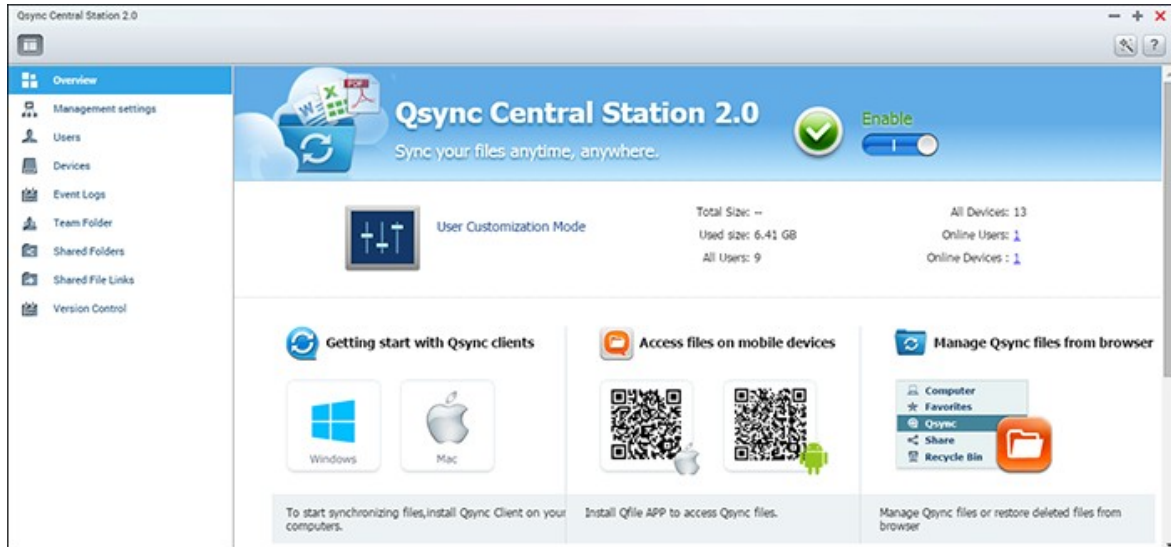 Qsync Central Station 2.0
Overview
Management settings
Users
Devices
Event Logs
Team Folder
Shared Folders
Shared File Links
Version Control
W X PDF
Qsync Central Station 2.0
Sync your files anytime, anywhere.
Enable
User Customization Mode
Total Size: --
Used size: 6.41 GB
All Users: 9
All Devices: 13
Online Users: 1
Online Devices : 1
Getting start with Qsync clients
Windows
Mac
To start synchronizing files,install Qsync Client on your
computers.
Access files on mobile devices
Install Qfile APP to access Qsync files.
Manage Qsync files from browser
Computer
Favorites
Qsync
Share
Recycle Bin
Manage Qsync files or restore deleted files from
browser